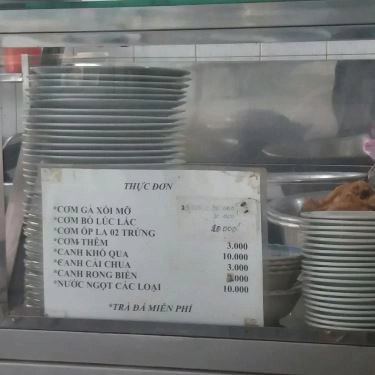 THỰC ĐƠN
*CƠM GÀ XỐI MỠ
*CƠM BÒ LÚC LẮC
*CƠM ỐP LA 02 TRỨNG
*CƠM THÊM 3.000
*CANH KHỔ QUA 10.000
*CANH CẢI CHUA 3.000
*CANH RONG BIỂN
*NƯỚC NGỌT CÁC LOẠI 10.000
*TRÀ ĐÁ MIỄN PHÍ